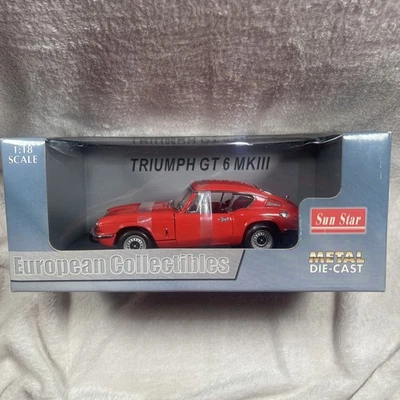 1:18
SCALE
TRIUMPH GT 6 MKIII
Sun Star
European Collectibles
METAL
DIE-CAST